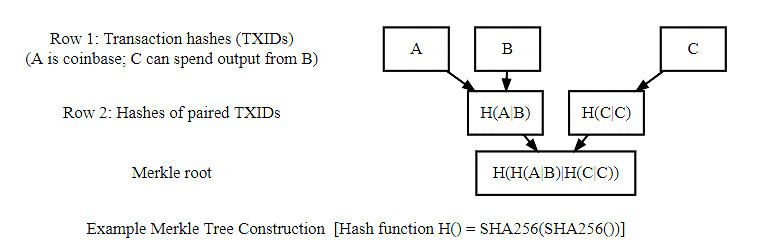 Row 1: Transaction hashes (TXIDs)
(A is coinbase; C can spend output from B)
A
B
C
Row 2: Hashes of paired TXIDs
H(A|B)
H(C|C)
Merkle root
H(H(A|B)|H(C|C))
Example Merkle Tree Construction [Hash function H() = SHA256(SHA256())]